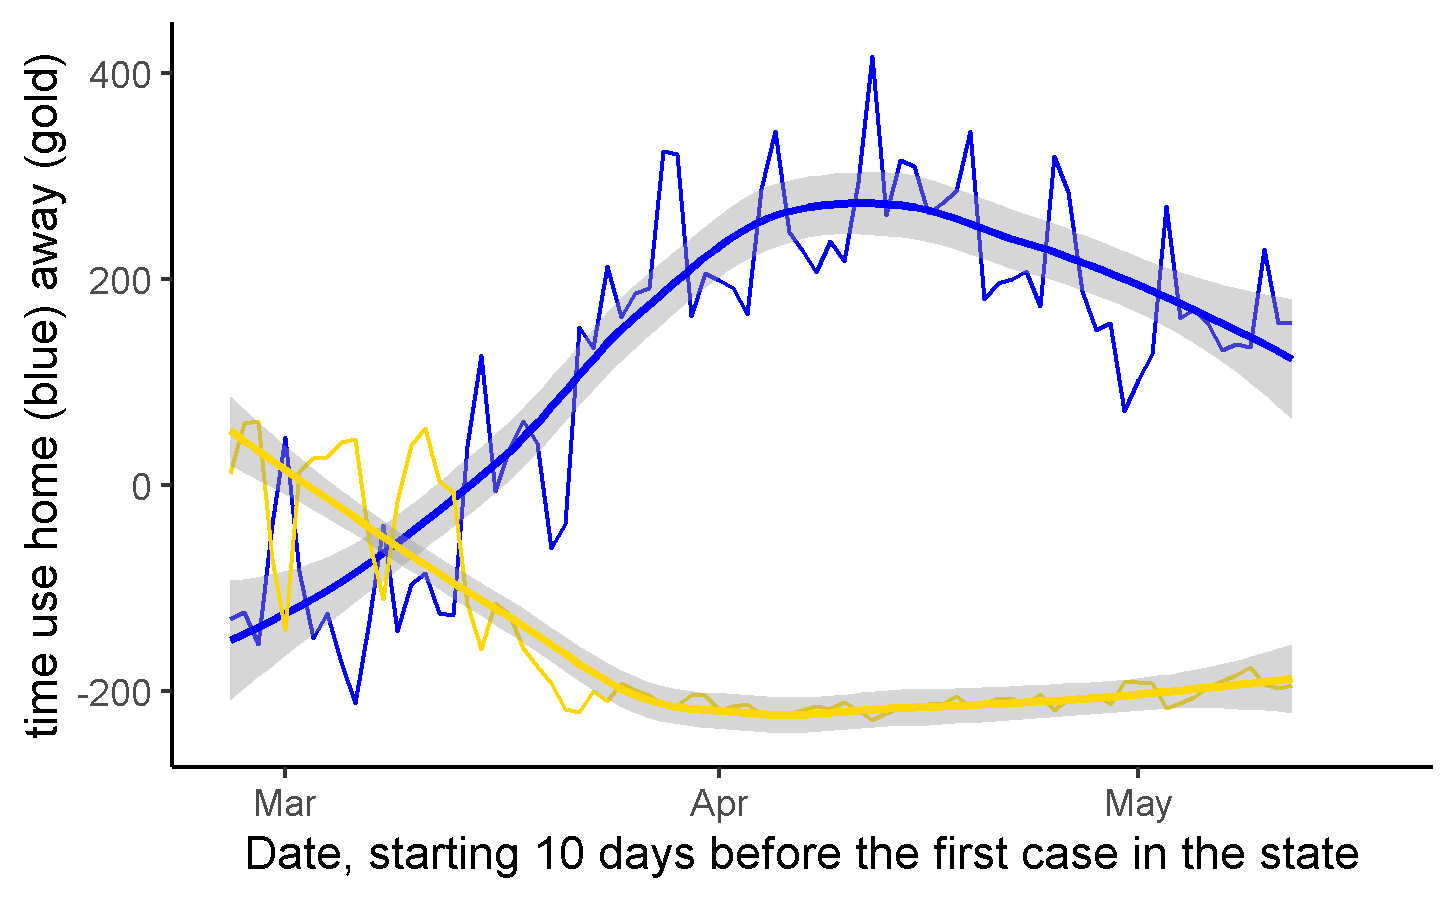 time use home (blue) away (gold)
400
200
0
-200
Mar
Apr
May
Date, starting 10 days before the first case in the state